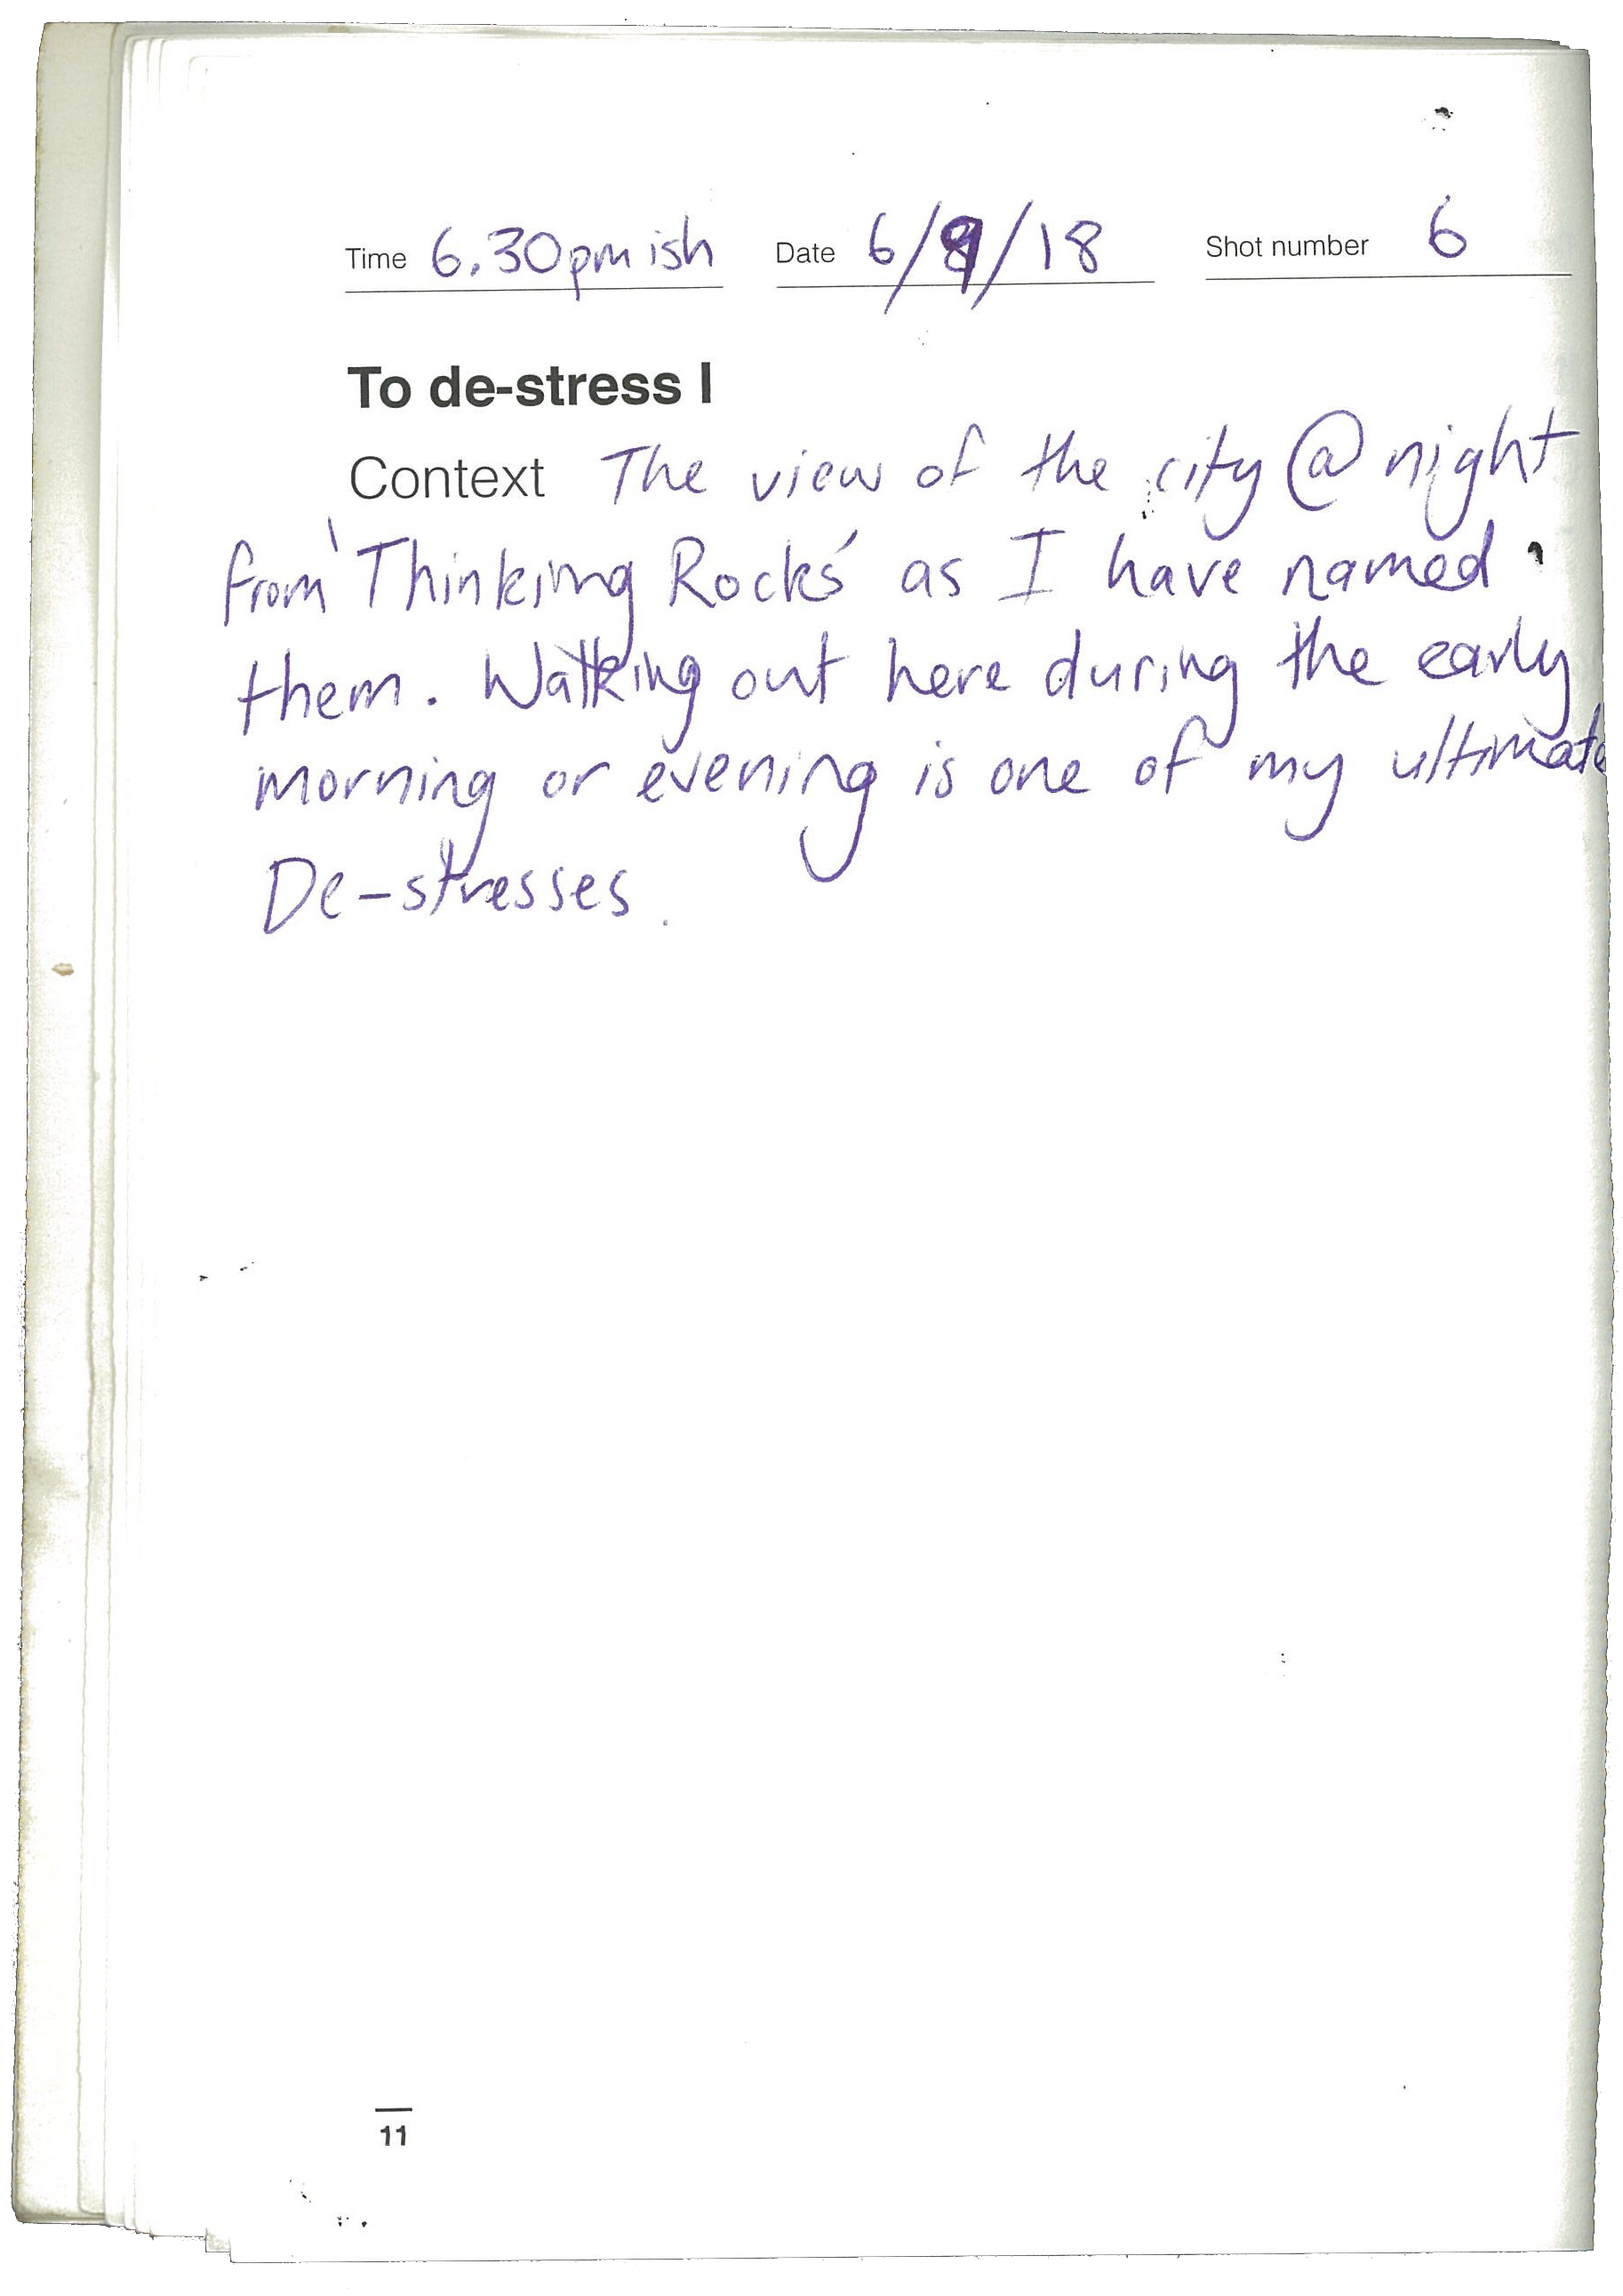 Time 6.30pm ish Date 6/9/18 Shot number 6
To de-stress I
Context The view of the city @ night
from 'Thinking Rocks' as I have named
them. Walking out here during the early
morning or evening is one of my ultimate
De-stresses.
11